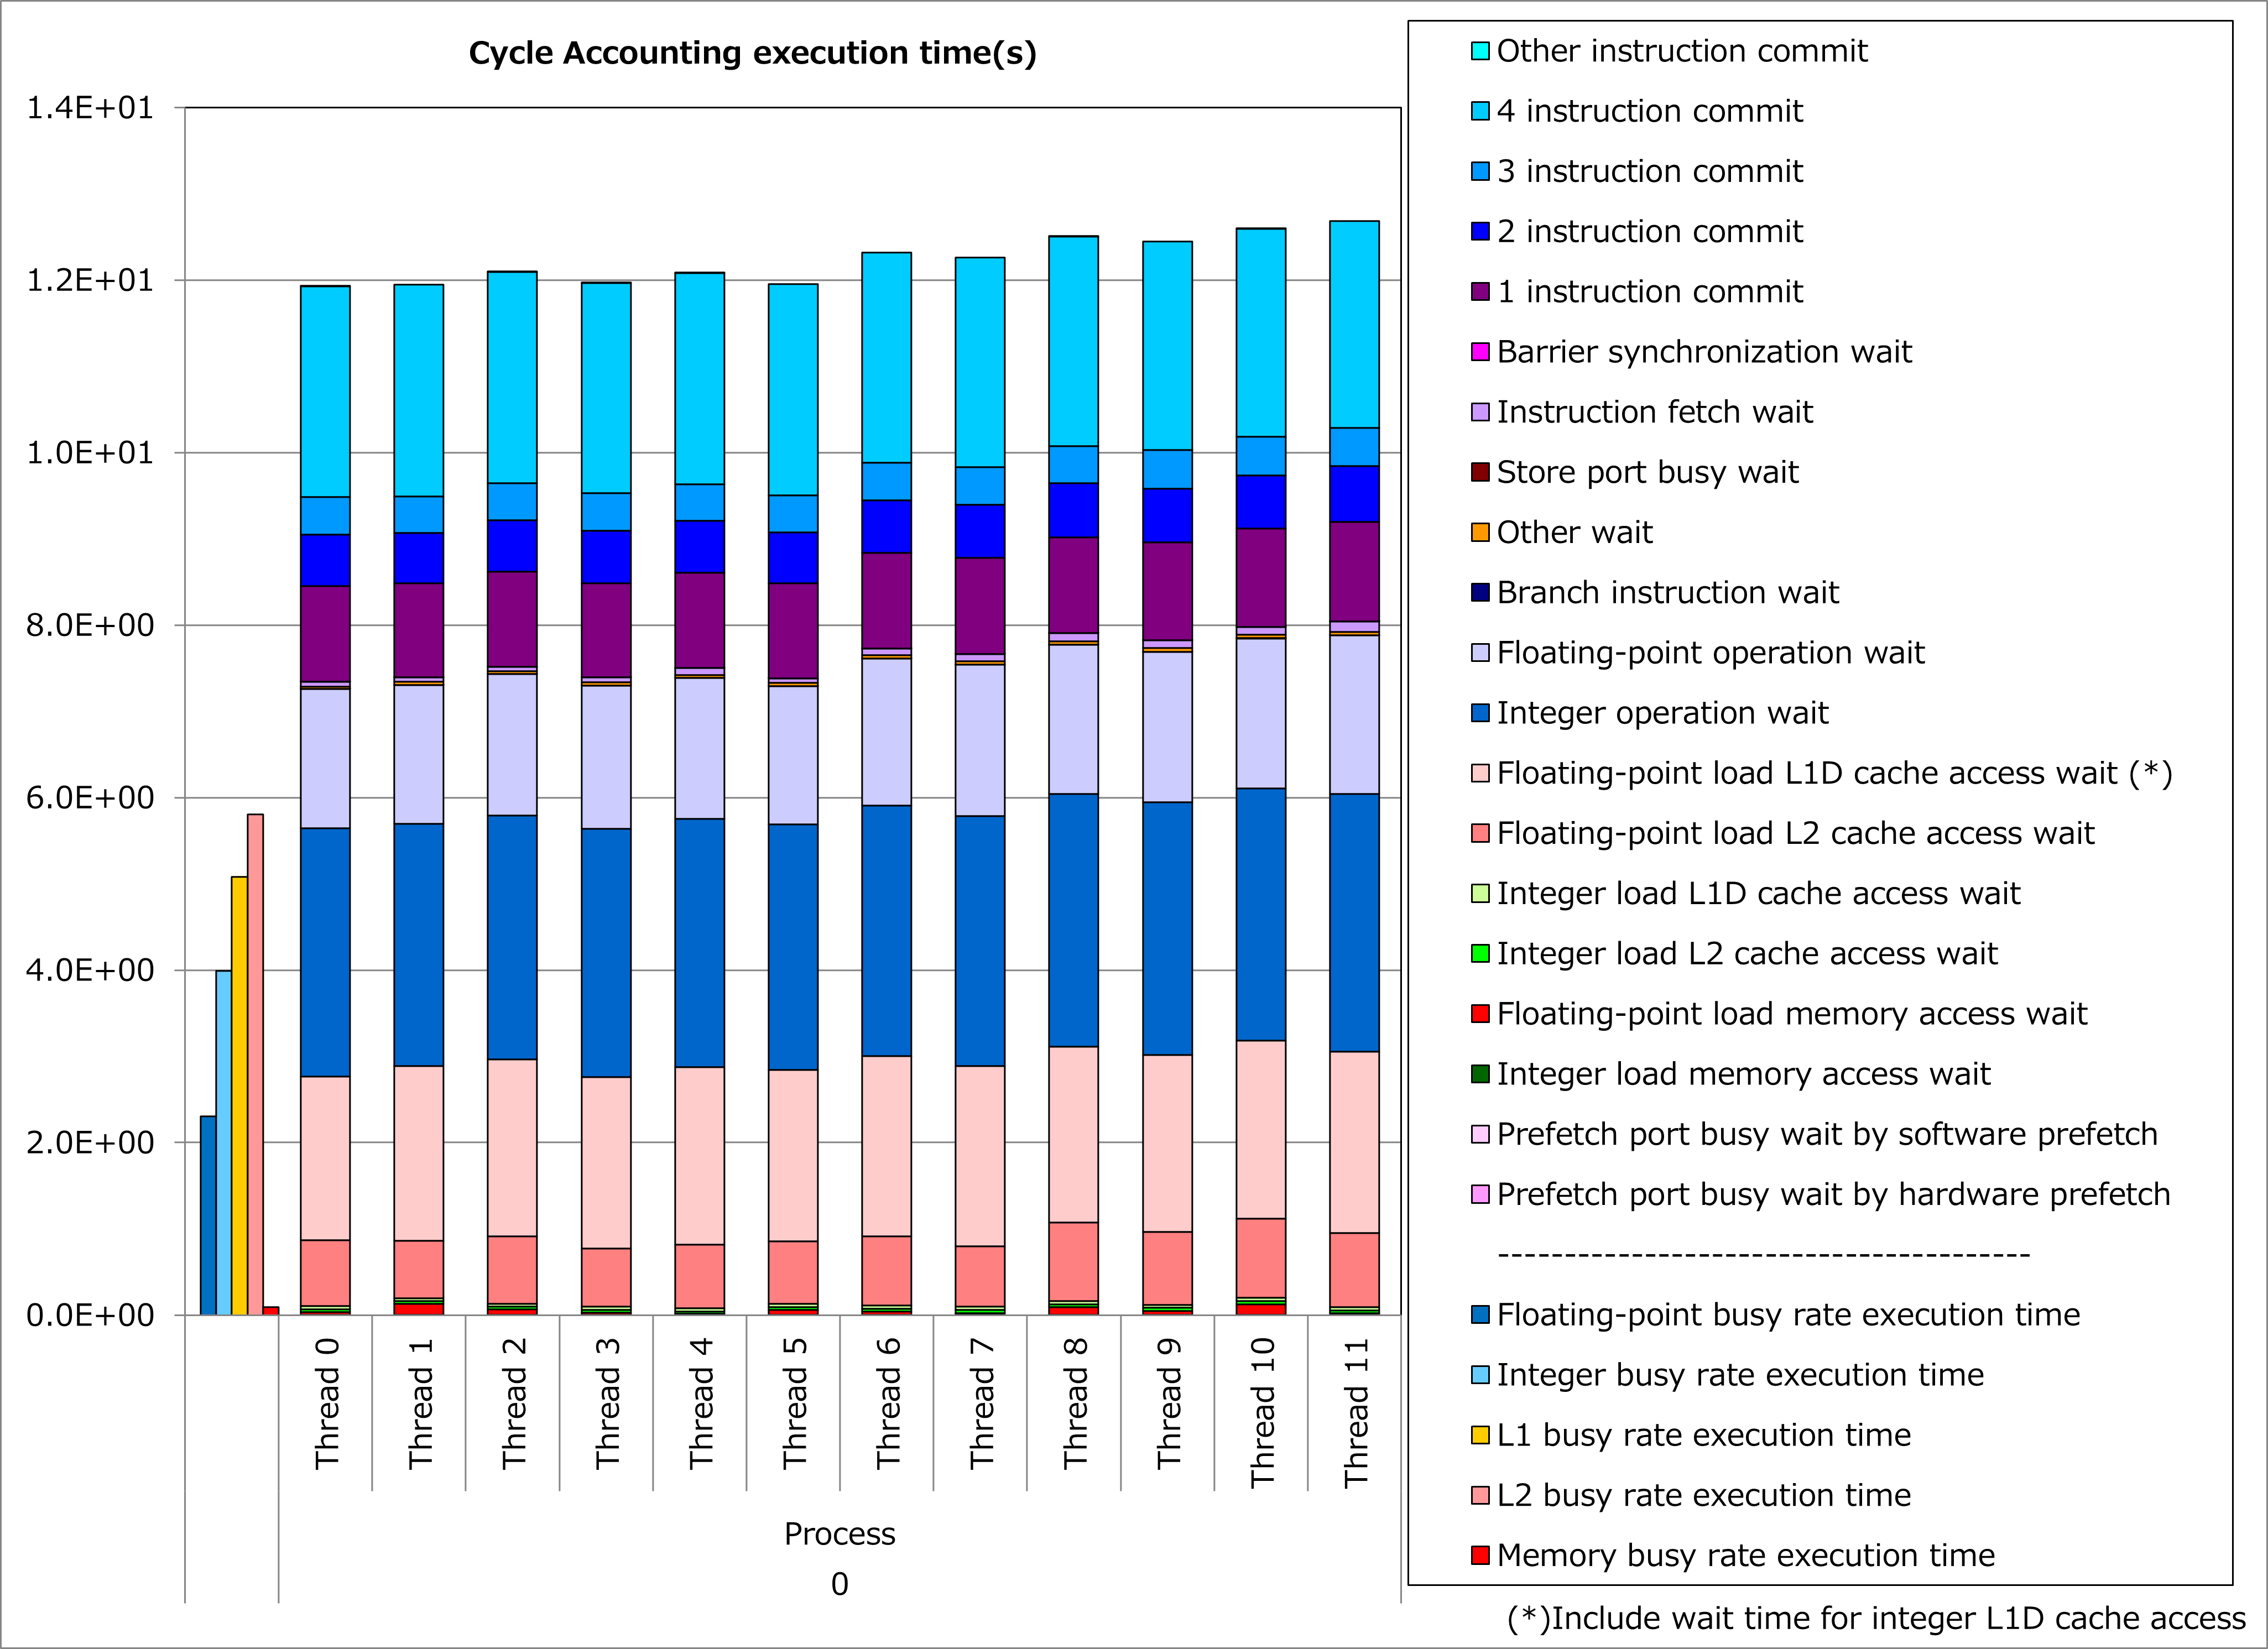 Cycle Accounting execution time(s)
1.4E+01
1.2E+01
1.0E+01
8.0E+00
6.0E+00
4.0E+00
2.0E+00
0.0E+00
Thread 0
Thread 1
Thread 2
Thread 3
Thread 4
Thread 5
Thread 6
Thread 7
Thread 8
Thread 9
Thread 10
Thread 11
Process
0
Other instruction commit
4 instruction commit
3 instruction commit
2 instruction commit
1 instruction commit
Barrier synchronization wait
Instruction fetch wait
Store port busy wait
Other wait
Branch instruction wait
Floating-point operation wait
Integer operation wait
Floating-point load L1D cache access wait (*)
Floating-point load L2 cache access wait
Integer load L1D cache access wait
Integer load L2 cache access wait
Floating-point load memory access wait
Integer load memory access wait
Prefetch port busy wait by software prefetch
Prefetch port busy wait by hardware prefetch
----------------------------------------
Floating-point busy rate execution time
Integer busy rate execution time
L1 busy rate execution time
L2 busy rate execution time
Memory busy rate execution time
(*)Include wait time for integer L1D cache access